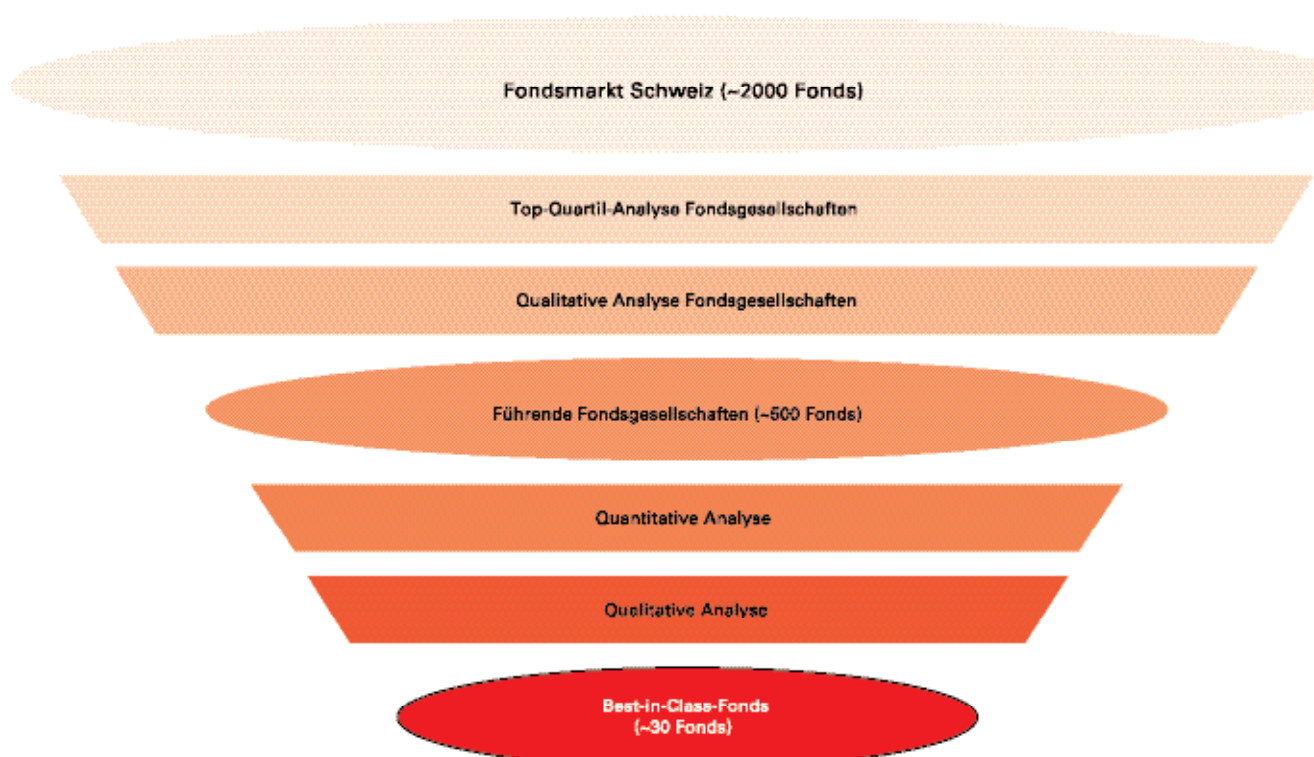 Fondsmarkt Schweiz (~2000 Fonds)
Top-Quartil-Analyse Fondsgesellschaften
Qualitative Analyse Fondsgesellschaften
Führende Fondsgesellschaften (~500 Fonds)
Quantitative Analyse
Qualitative Analyse
Best-in-Class-Fonds
(~30 Fonds)